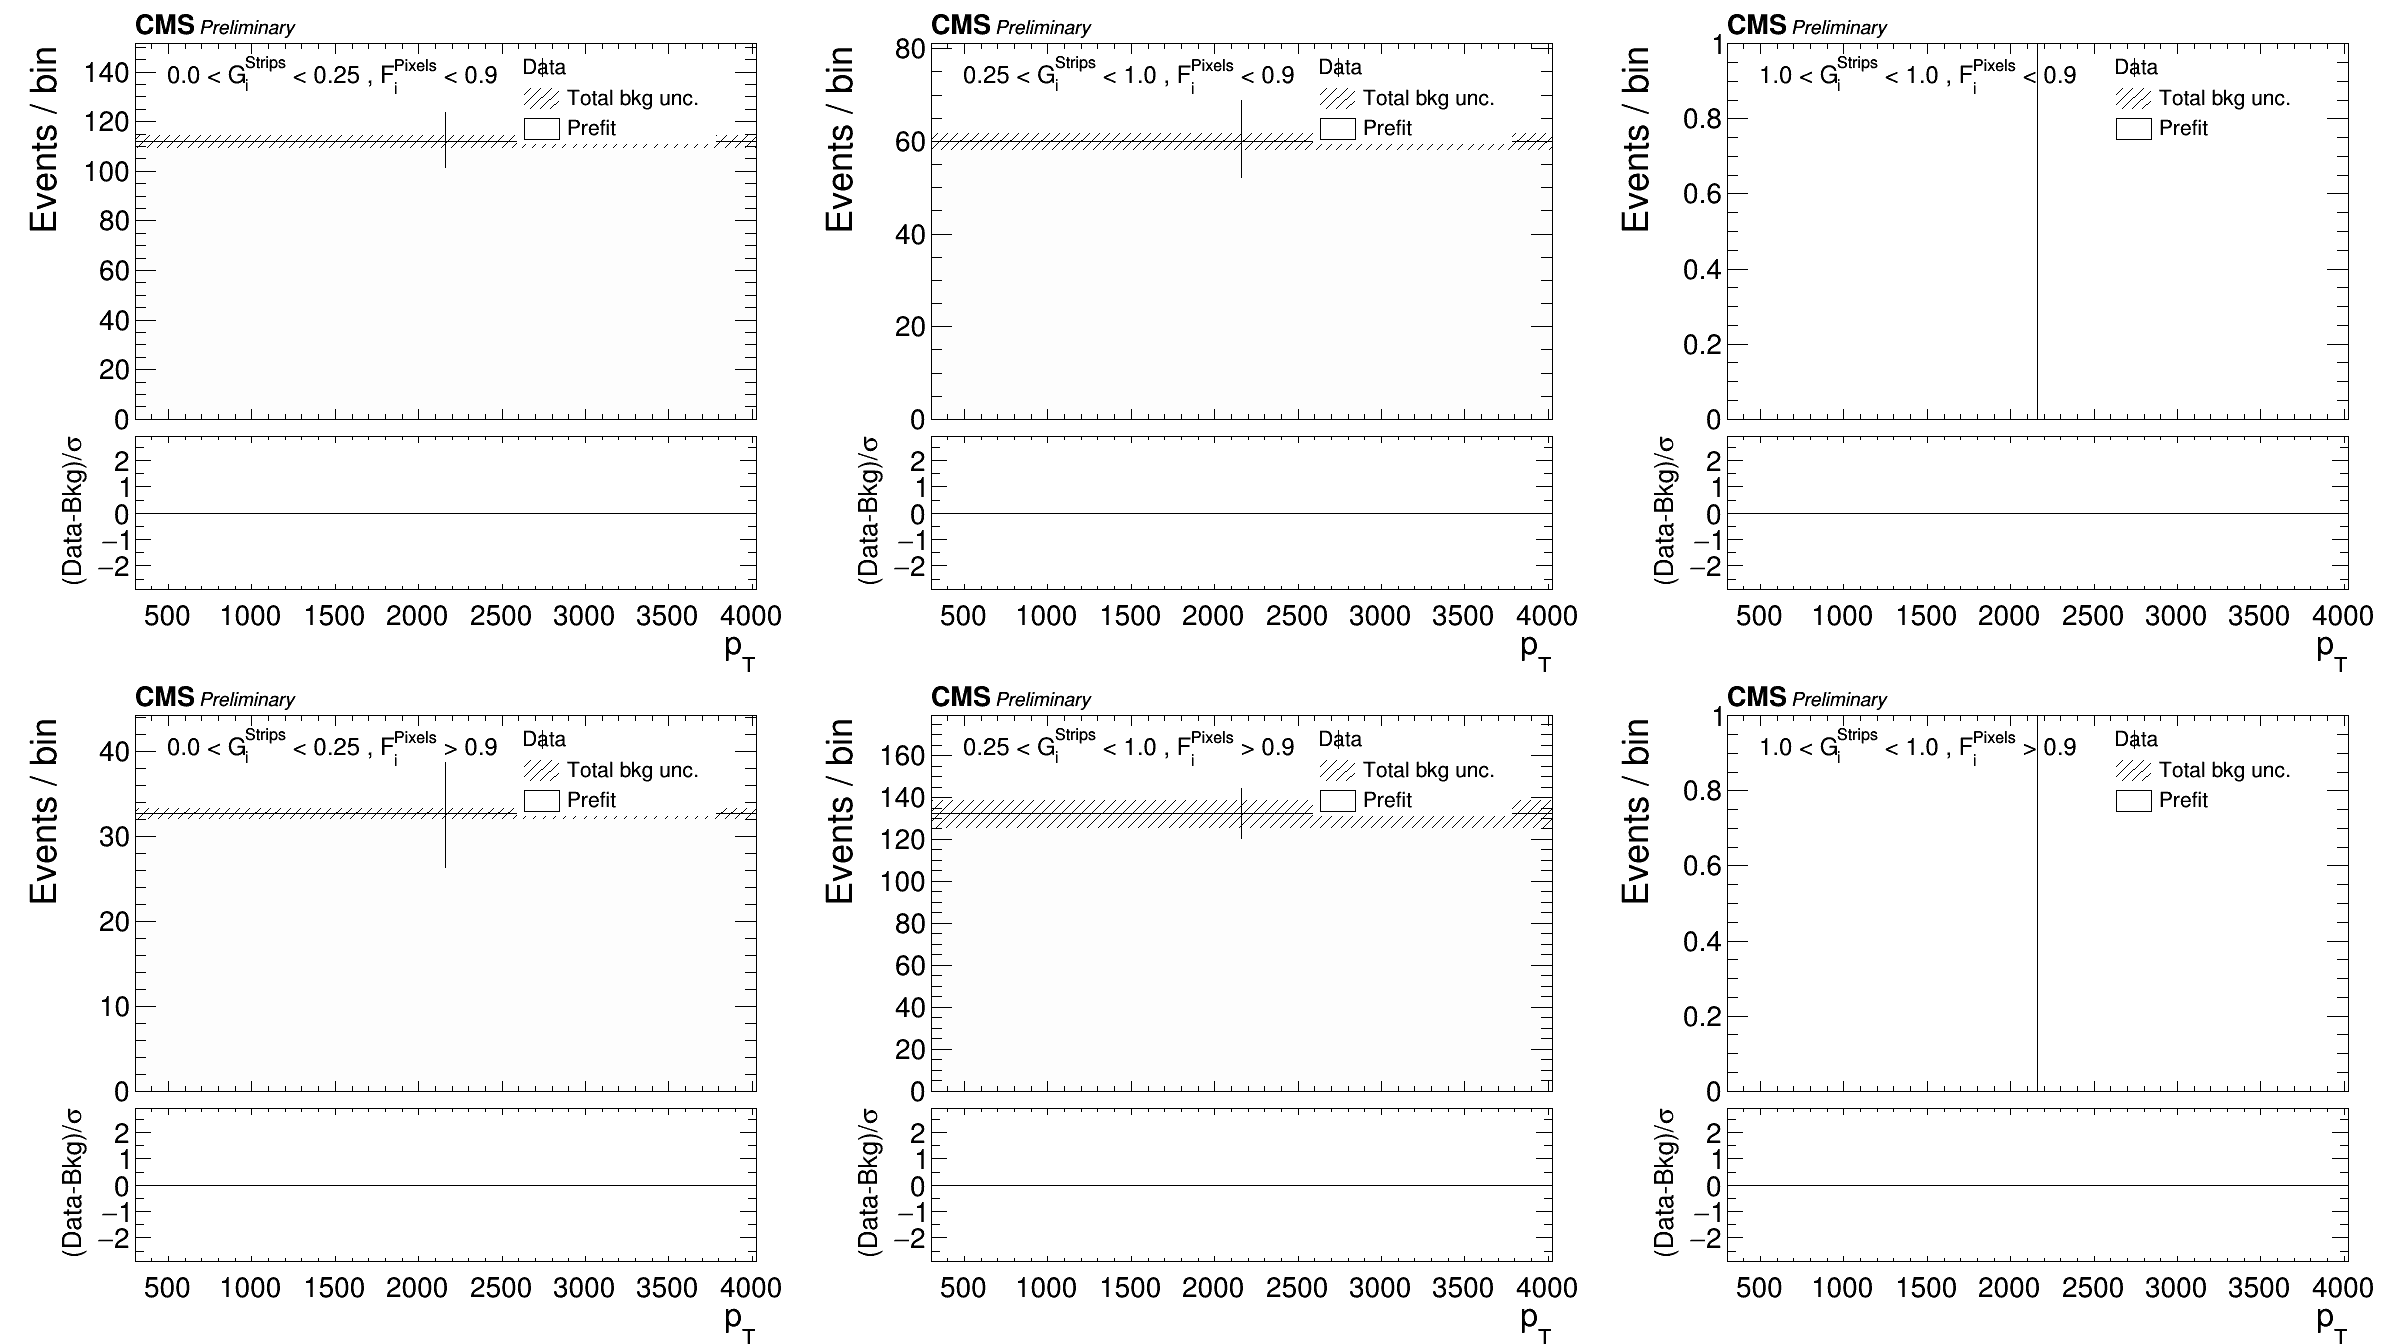 CMS Preliminary
Events / bin
0.0 < G_i^Strips < 0.25 , F_i^Pixels < 0.9
Data
Total bkg unc.
Prefit
140
120
100
80
60
40
20
0
(Data-Bkg)/σ
2
1
0
−1
−2
500 1000 1500 2000 2500 3000 3500 4000
p_T
CMS Preliminary
Events / bin
0.25 < G_i^Strips < 1.0 , F_i^Pixels < 0.9
Data
Total bkg unc.
Prefit
80
60
40
20
0
(Data-Bkg)/σ
2
1
0
−1
−2
500 1000 1500 2000 2500 3000 3500 4000
p_T
CMS Preliminary
Events / bin
1.0 < G_i^Strips < 1.0 , F_i^Pixels < 0.9
Data
Total bkg unc.
Prefit
1
0.8
0.6
0.4
0.2
0
(Data-Bkg)/σ
2
1
0
−1
−2
500 1000 1500 2000 2500 3000 3500 4000
p_T
CMS Preliminary
Events / bin
0.0 < G_i^Strips < 0.25 , F_i^Pixels > 0.9
Data
Total bkg unc.
Prefit
40
30
20
10
0
(Data-Bkg)/σ
2
1
0
−1
−2
500 1000 1500 2000 2500 3000 3500 4000
p_T
CMS Preliminary
Events / bin
0.25 < G_i^Strips < 1.0 , F_i^Pixels > 0.9
Data
Total bkg unc.
Prefit
160
140
120
100
80
60
40
20
0
(Data-Bkg)/σ
2
1
0
−1
−2
500 1000 1500 2000 2500 3000 3500 4000
p_T
CMS Preliminary
Events / bin
1.0 < G_i^Strips < 1.0 , F_i^Pixels > 0.9
Data
Total bkg unc.
Prefit
1
0.8
0.6
0.4
0.2
0
(Data-Bkg)/σ
2
1
0
−1
−2
500 1000 1500 2000 2500 3000 3500 4000
p_T